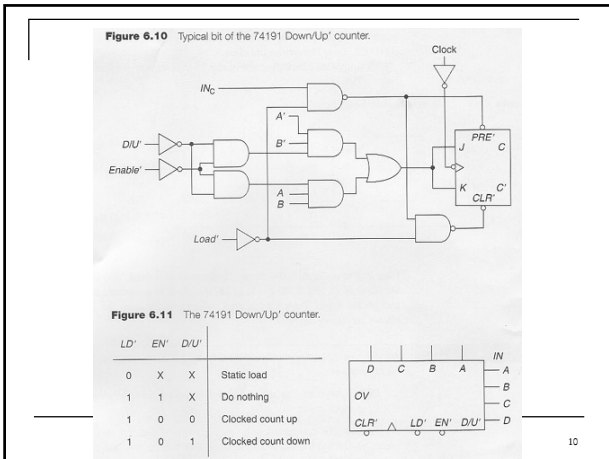 Figure 6.10 Typical bit of the 74191 Down/Up' counter.
Clock
INC
A'
D/U'
B'
PRE'
J
C
Enable'
A
B
K
C'
CLR'
Load'
Figure 6.11 The 74191 Down/Up' counter.
LD' EN' D/U'
0 X X Static load
1 1 X Do nothing
1 0 0 Clocked count up
1 0 1 Clocked count down
IN
D C B A A
B
OV
C
CLR' LD' EN' D/U' D
10